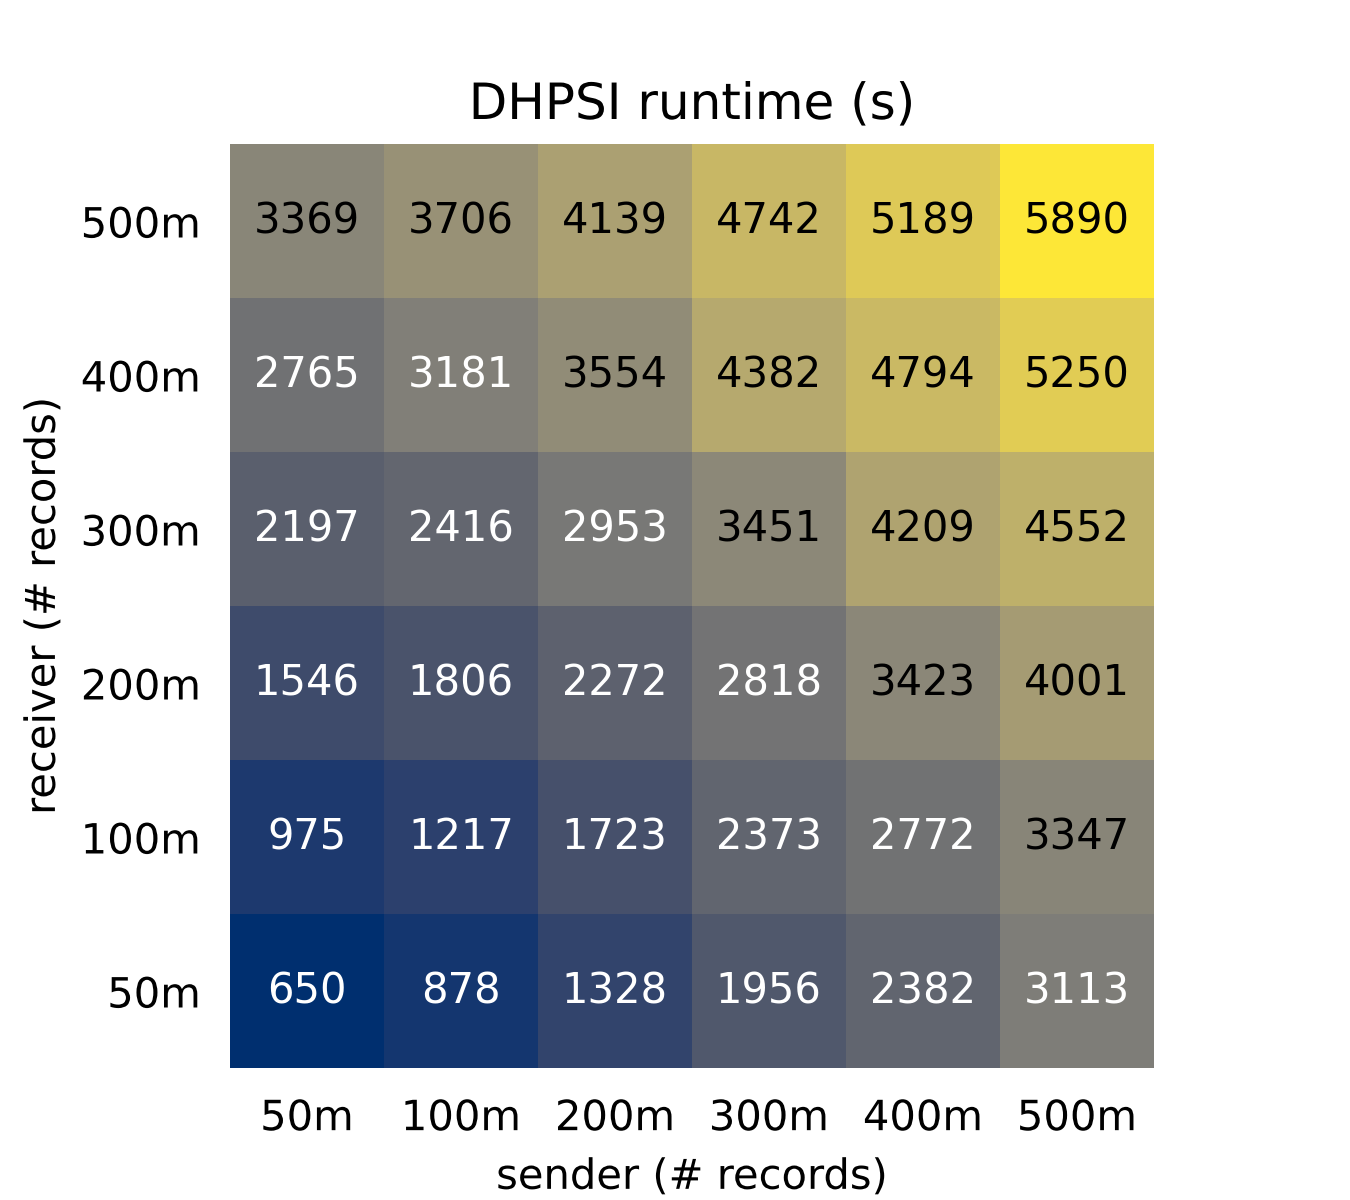 DHPSI runtime (s)
500m 3369 3706 4139 4742 5189 5890
400m 2765 3181 3554 4382 4794 5250
300m 2197 2416 2953 3451 4209 4552
200m 1546 1806 2272 2818 3423 4001
100m 975 1217 1723 2373 2772 3347
50m 650 878 1328 1956 2382 3113
receiver (# records)
50m 100m 200m 300m 400m 500m
sender (# records)